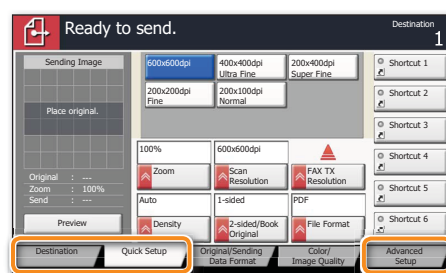 Ready to send.
Destination
1
Sending Image
Place original.
Original : ---
Zoom : 100%
Send : ---
Preview
600x600dpi
400x400dpi
Ultra Fine
200x400dpi
Super Fine
200x200dpi
Fine
200x100dpi
Normal
100%
Zoom
600x600dpi
Scan
Resolution
FAX TX
Resolution
Auto
Density
1-sided
2-sided/Book
Original
PDF
File Format
Shortcut 1
Shortcut 2
Shortcut 3
Shortcut 4
Shortcut 5
Shortcut 6
Destination
Quick Setup
Original/Sending
Data Format
Color/
Image Quality
Advanced
Setup